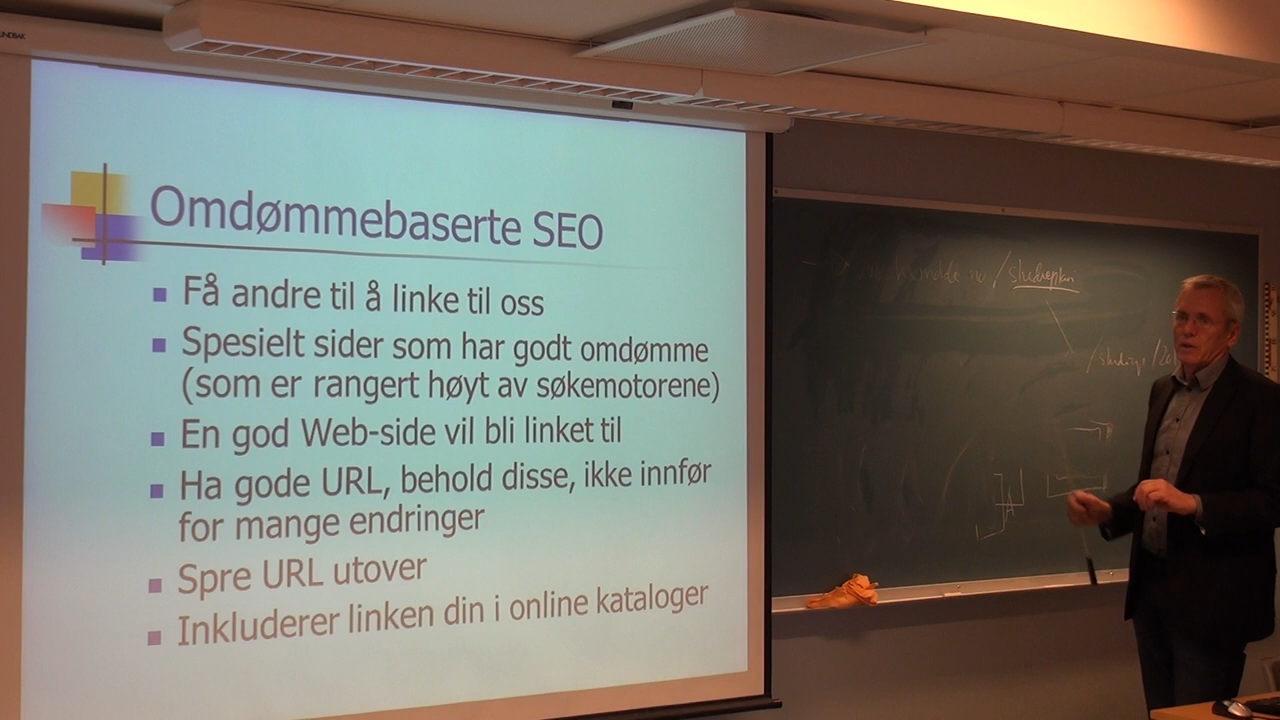 Omdømmebaserte SEO
Få andre til å linke til oss
Spesielt sider som har godt omdømme
(som er rangert høyt av søkemotorene)
En god Web-side vil bli linket til
Ha gode URL, behold disse, ikke innfør
for mange endringer
Spre URL utover
Inkluderer linken din i online kataloger